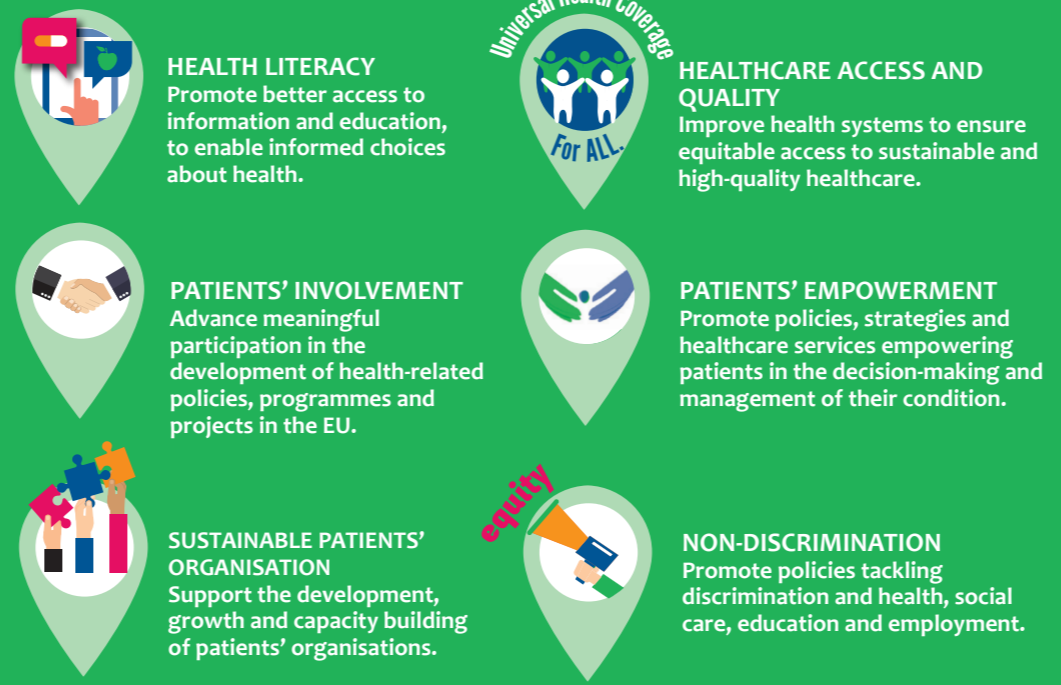 HEALTH LITERACY
Promote better access to
information and education,
to enable informed choices
about health.
Universal Health Coverage
For ALL.
HEALTHCARE ACCESS AND
QUALITY
Improve health systems to ensure
equitable access to sustainable and
high-quality healthcare.
PATIENTS’ INVOLVEMENT
Advance meaningful
participation in the
development of health-related
policies, programmes and
projects in the EU.
PATIENTS’ EMPOWERMENT
Promote policies, strategies and
healthcare services empowering
patients in the decision-making and
management of their condition.
SUSTAINABLE PATIENTS’
ORGANISATION
Support the development,
growth and capacity building
of patients’ organisations.
equity
NON-DISCRIMINATION
Promote policies tackling
discrimination and health, social
care, education and employment.